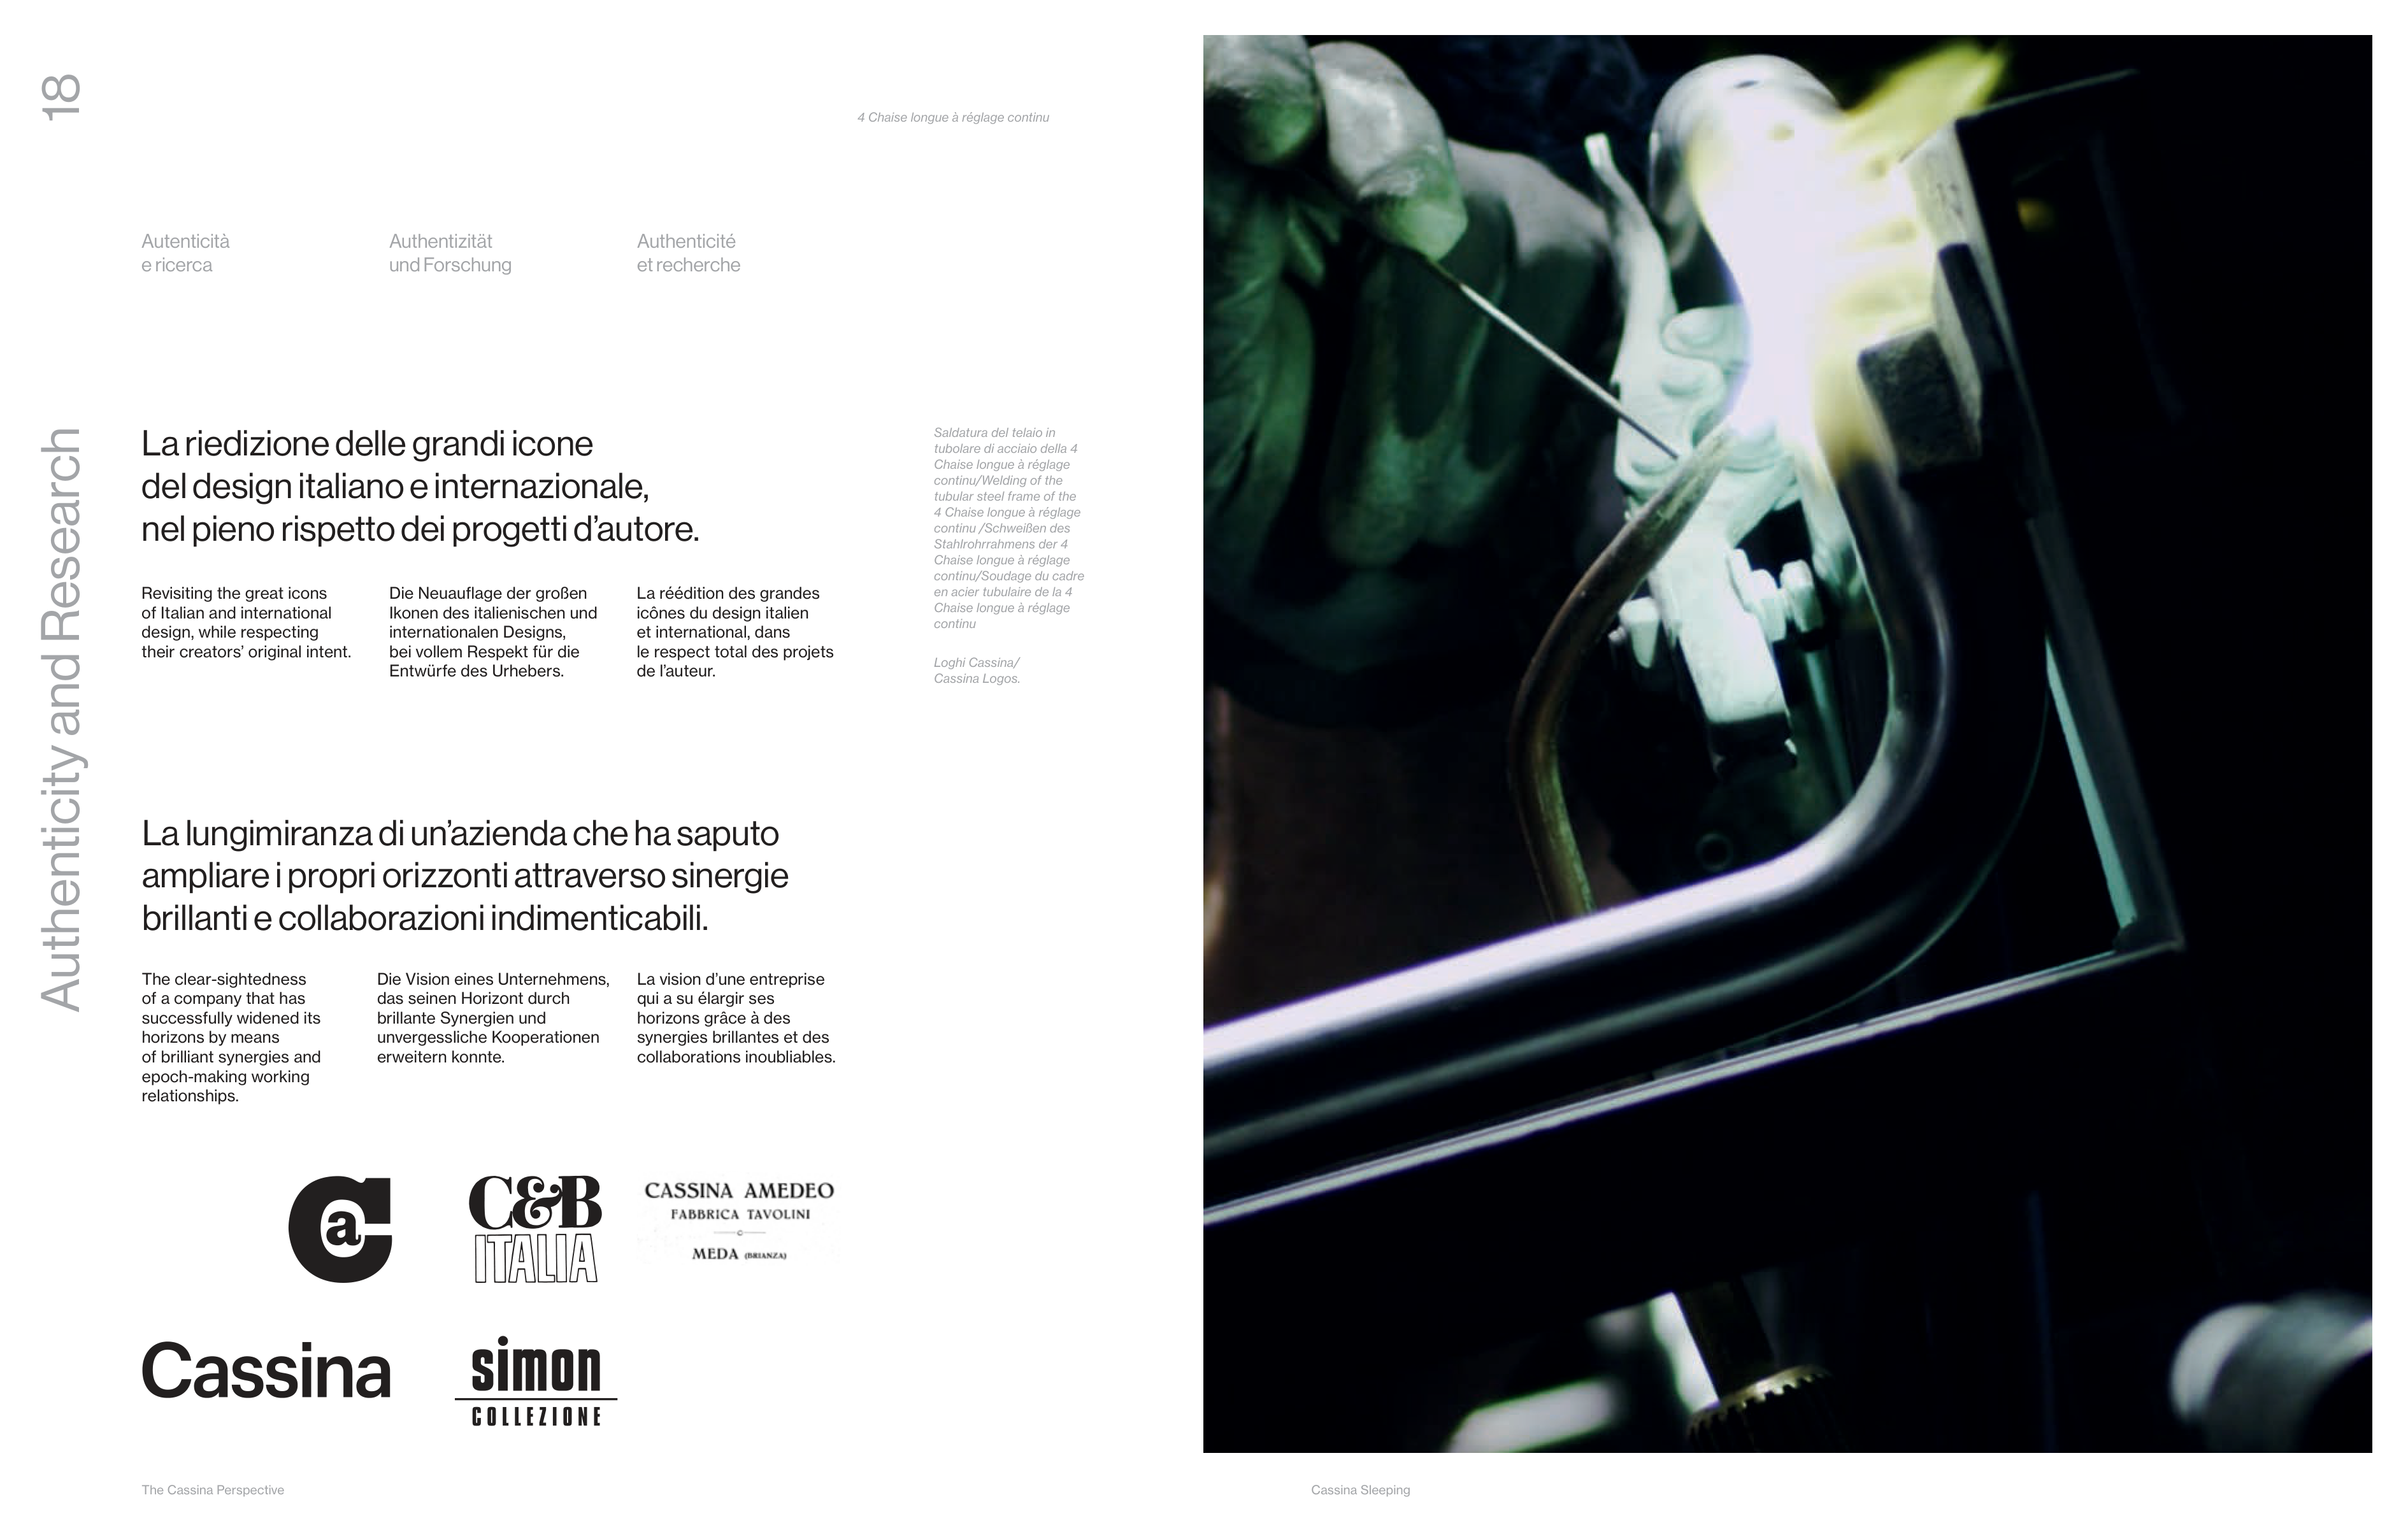 18
Authenticity and Research
4 Chaise longue à réglage continu
Autenticità
e ricerca
Authentizität
und Forschung
Authenticité
et recherche
La riedizione delle grandi icone
del design italiano e internazionale,
nel pieno rispetto dei progetti d’autore.
Revisiting the great icons
of Italian and international
design, while respecting
their creators’ original intent.
Die Neuauflage der großen
Ikonen des italienischen und
internationalen Designs,
bei vollem Respekt für die
Entwürfe des Urhebers.
La réédition des grandes
icônes du design italien
et international, dans
le respect total des projets
de l’auteur.
Saldatura del telaio in
tubolare di acciaio della 4
Chaise longue à réglage
continu/Welding of the
tubular steel frame of the
4 Chaise longue à réglage
continu /Schweißen des
Stahlrohrrahmens der 4
Chaise longue à réglage
continu/Soudage du cadre
en acier tubulaire de la 4
Chaise longue à réglage
continu
Loghi Cassina/
Cassina Logos.
La lungimiranza di un’azienda che ha saputo
ampliare i propri orizzonti attraverso sinergie
brillanti e collaborazioni indimenticabili.
The clear-sightedness
of a company that has
successfully widened its
horizons by means
of brilliant synergies and
epoch-making working
relationships.
Die Vision eines Unternehmens,
das seinen Horizont durch
brillante Synergien und
unvergessliche Kooperationen
erweitern konnte.
La vision d’une entreprise
qui a su élargir ses
horizons grâce à des
synergies brillantes et des
collaborations inoubliables.
Ca
C&B
ITALIA
CASSINA AMEDEO
FABBRICA TAVOLINI
MEDA (BRIANZA)
Cassina
simon
COLLEZIONE
The Cassina Perspective
Cassina Sleeping